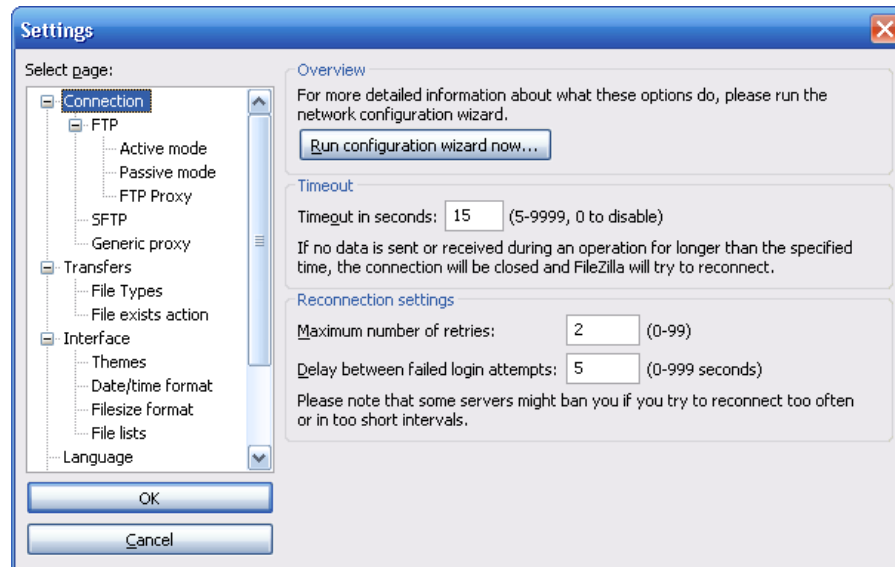 Settings
Select page:
Connection
FTP
Active mode
Passive mode
FTP Proxy
SFTP
Generic proxy
Transfers
File Types
File exists action
Interface
Themes
Date/time format
Filesize format
File lists
Language
OK
Cancel
Overview
For more detailed information about what these options do, please run the
network configuration wizard.
Run configuration wizard now...
Timeout
Timeout in seconds: 15 (5-9999, 0 to disable)
If no data is sent or received during an operation for longer than the specified
time, the connection will be closed and FileZilla will try to reconnect.
Reconnection settings
Maximum number of retries: 2 (0-99)
Delay between failed login attempts: 5 (0-999 seconds)
Please note that some servers might ban you if you try to reconnect too often
or in too short intervals.